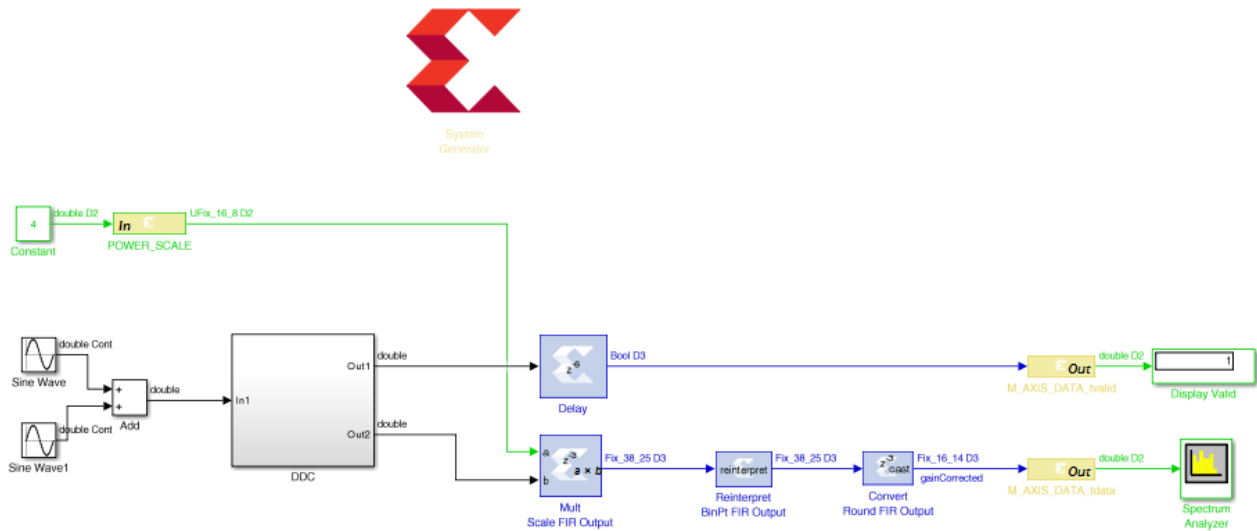 System
Generator
double D2
UFix_16_8 D2
4
In
Constant
POWER_SCALE
double Cont
Sine Wave
double
Add
double Cont
Sine Wave1
In1
Out1
Out2
DDC
double
double
z-6
Bool D3
Delay
Out
M_AXIS_DATA_tvalid
double D2
1
Display Valid
a
b
z-3
a × b
Fix_38_25 D3
Mult
Scale FIR Output
reinterpret
Fix_38_25 D3
Reinterpret
BinPt FIR Output
z-3
cast
Fix_16_14 D3
gainCorrected
Convert
Round FIR Output
Out
M_AXIS_DATA_tdata
double D2
Spectrum
Analyzer